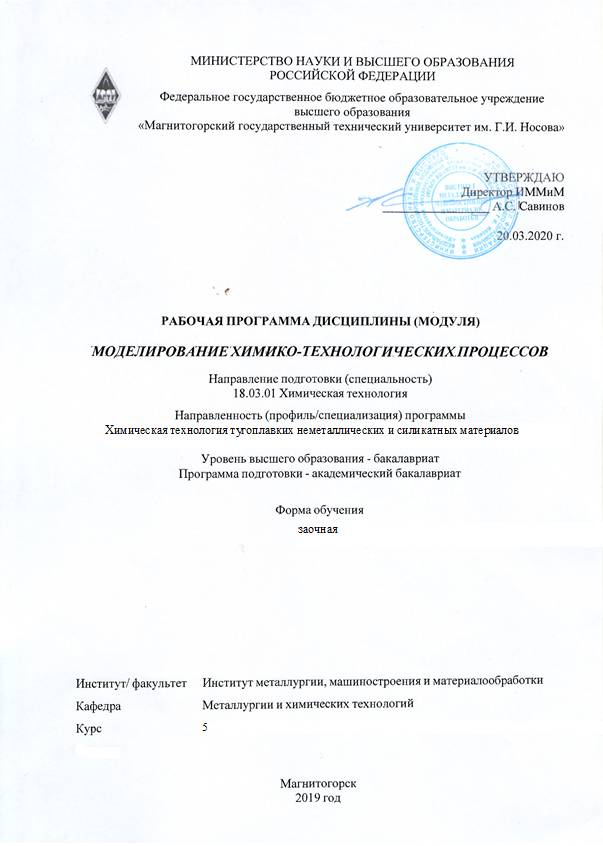 МИНИСТЕРСТВО НАУКИ И ВЫСШЕГО ОБРАЗОВАНИЯ
РОССИЙСКОЙ ФЕДЕРАЦИИ
Федеральное государственное бюджетное образовательное учреждение
высшего образования
«Магнитогорский государственный технический университет им. Г.И. Носова»
УТВЕРЖДАЮ
Директор ИММиМ
А.С. Савинов
20.03.2020 г.
РАБОЧАЯ ПРОГРАММА ДИСЦИПЛИНЫ (МОДУЛЯ)
МОДЕЛИРОВАНИЕ ХИМИКО-ТЕХНОЛОГИЧЕСКИХ ПРОЦЕССОВ
Направление подготовки (специальность)
18.03.01 Химическая технология
Направленность (профиль/специализация) программы
Химическая технология тугоплавких неметаллических и силикатных материалов
Уровень высшего образования - бакалавриат
Программа подготовки - академический бакалавриат
Форма обучения
заочная
Институт/ факультет Институт металлургии, машиностроения и материалообработки
Кафедра Металлургии и химических технологий
Курс 5
Магнитогорск
2019 год